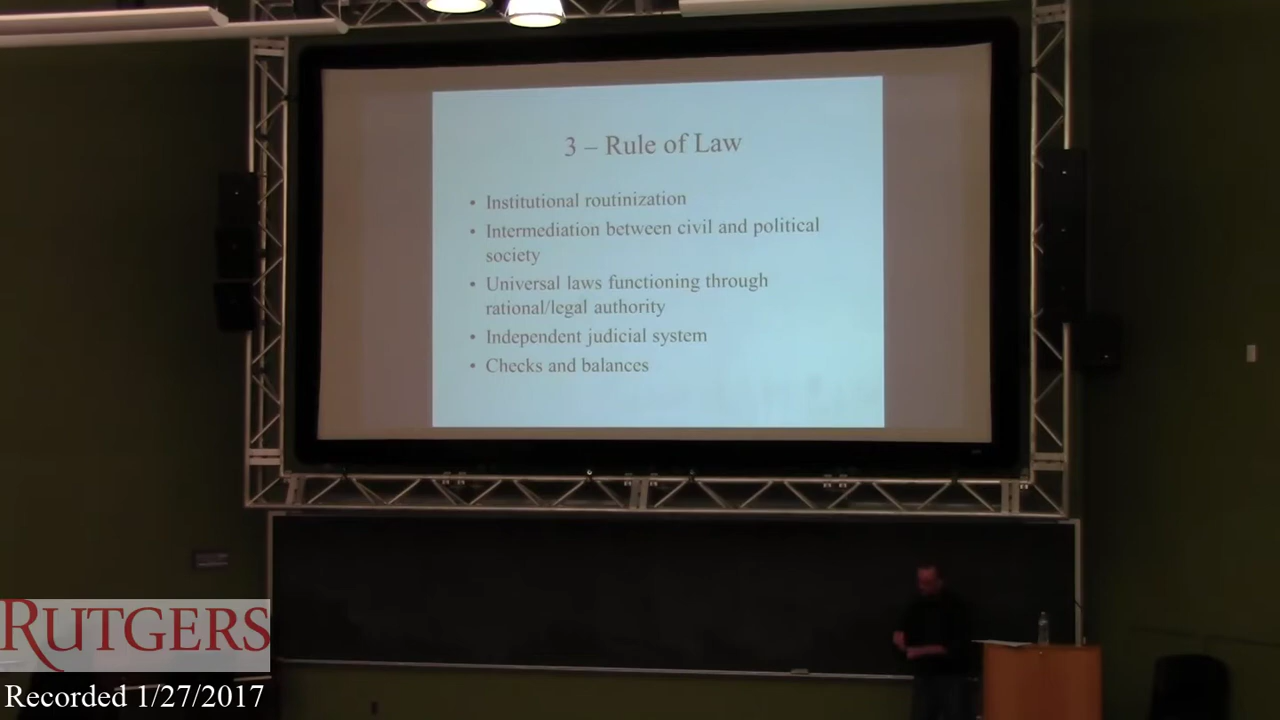 3 – Rule of Law
• Institutional routinization
• Intermediation between civil and political
society
• Universal laws functioning through
rational/legal authority
• Independent judicial system
• Checks and balances
RUTGERS
Recorded 1/27/2017